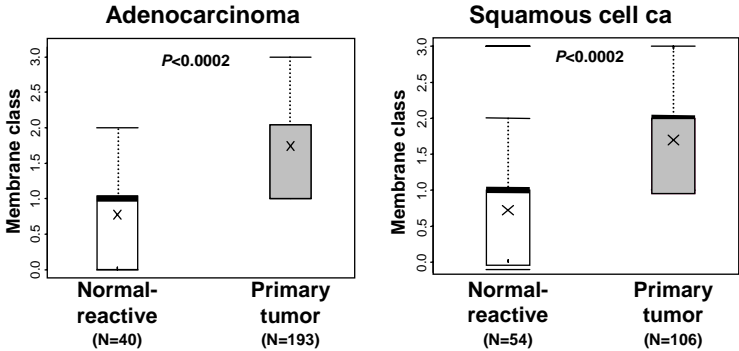 Adenocarcinoma
Membrane class
3.0
2.5
2.0
1.5
1.0
0.5
0.0
P<0.0002
Normal-
reactive
(N=40)
Primary
tumor
(N=193)
Squamous cell ca
Membrane class
3.0
2.5
2.0
1.5
1.0
0.5
0.0
P<0.0002
Normal-
reactive
(N=54)
Primary
tumor
(N=106)